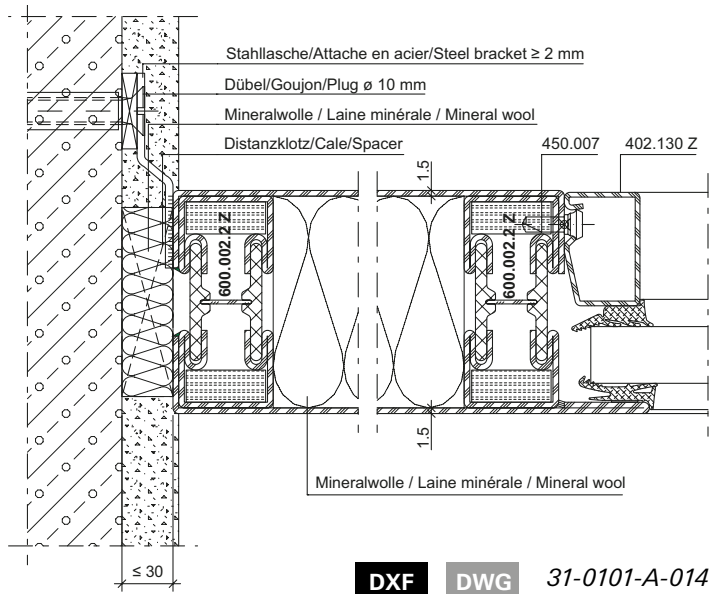 Stahllasche/Attache en acier/Steel bracket ≥ 2 mm
Dübel/Goujon/Plug ø 10 mm
Mineralwolle / Laine minérale / Mineral wool
Distanzklotz/Cale/Spacer
450.007
402.130 Z
1.5
600.002.2 Z
600.002.2 Z
1.5
Mineralwolle / Laine minérale / Mineral wool
≤ 30
DXF
DWG
31-0101-A-014